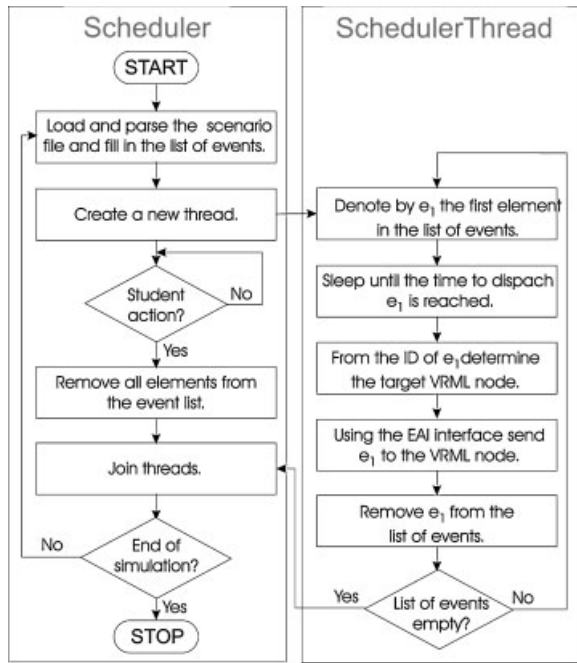 Scheduler
START
Load and parse the scenario
file and fill in the list of events.
Create a new thread.
Student
action?
No
Yes
Remove all elements from
the event list.
Join threads.
No
End of
simulation?
Yes
STOP
SchedulerThread
Denote by e1 the first element
in the list of events.
Sleep until the time to dispach
e1 is reached.
From the ID of e1 determine
the target VRML node.
Using the EAI interface send
e1 to the VRML node.
Remove e1 from the
list of events.
Yes
List of events
empty?
No